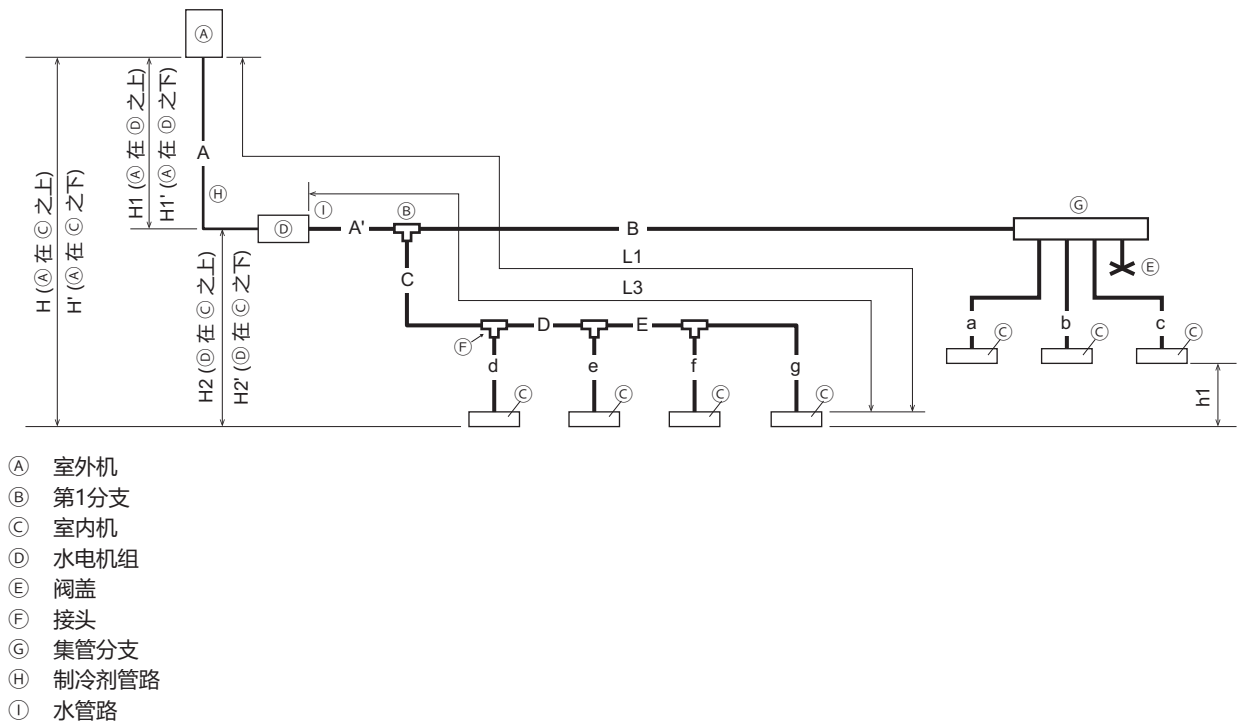 Ⓐ
H (Ⓐ 在 Ⓒ 之上)
H' (Ⓐ 在 Ⓒ 之下)
H1 (Ⓐ 在 Ⓓ 之上)
H1' (Ⓐ 在 Ⓓ 之下)
A
Ⓗ
H2 (Ⓓ 在 Ⓒ 之上)
H2' (Ⓓ 在 Ⓒ 之下)
Ⓓ
Ⓘ
A'
Ⓑ
B
Ⓖ
L1
L3
C
D
E
Ⓕ
d
e
f
g
Ⓒ
Ⓒ
Ⓒ
Ⓒ
Ⓔ
a
b
c
Ⓒ
Ⓒ
Ⓒ
h1
Ⓐ 室外机
Ⓑ 第1分支
Ⓒ 室内机
Ⓓ 水电机组
Ⓔ 阀盖
Ⓕ 接头
Ⓖ 集管分支
Ⓗ 制冷剂管路
Ⓘ 水管路